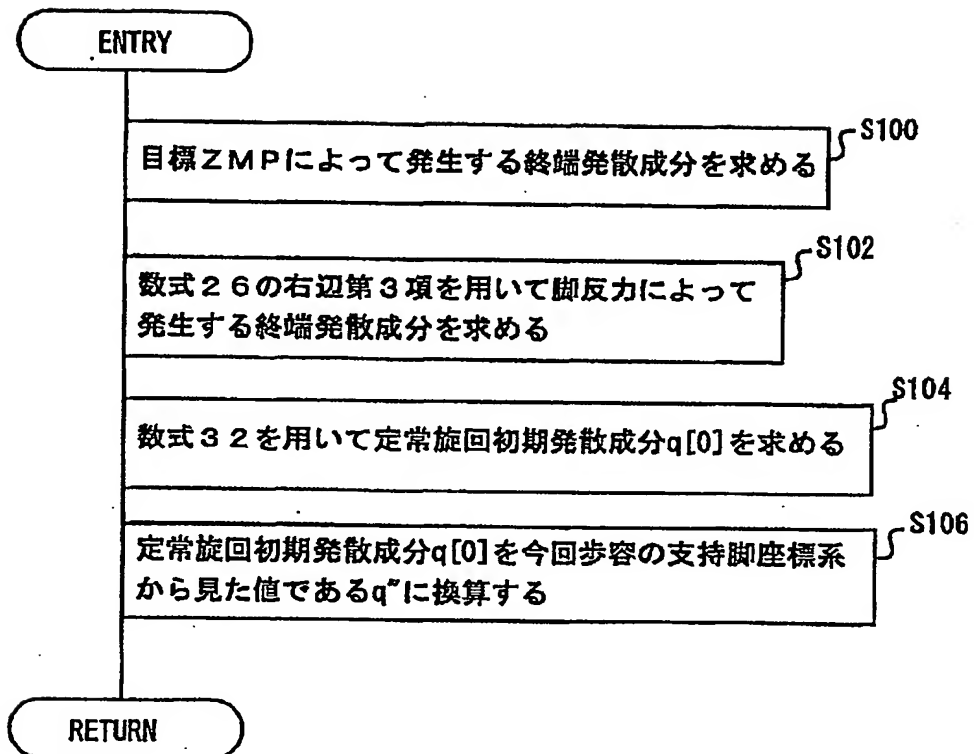 ENTRY
S100
目標ZMPによって発生する終端発散成分を求める
S102
数式26の右辺第3項を用いて脚反力によって
発生する終端発散成分を求める
S104
数式32を用いて定常旋回初期発散成分q[0]を求める
S106
定常旋回初期発散成分q[0]を今回歩容の支持脚座標系
から見た値であるq"に換算する
RETURN